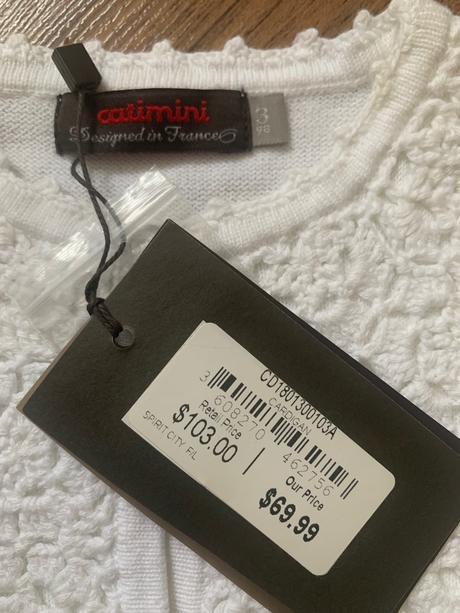 catimini
Designed in France
3
98
CD1801300103A
CARDIGAN
3 608270 462756
Retail Price
$103.00
Our Price
$69.99
SPIRIT CITY FIL